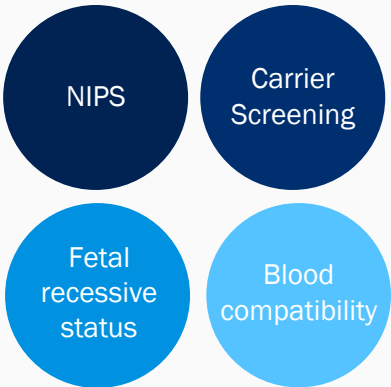 NIPS
Carrier
Screening
Fetal
recessive
status
Blood
compatibility